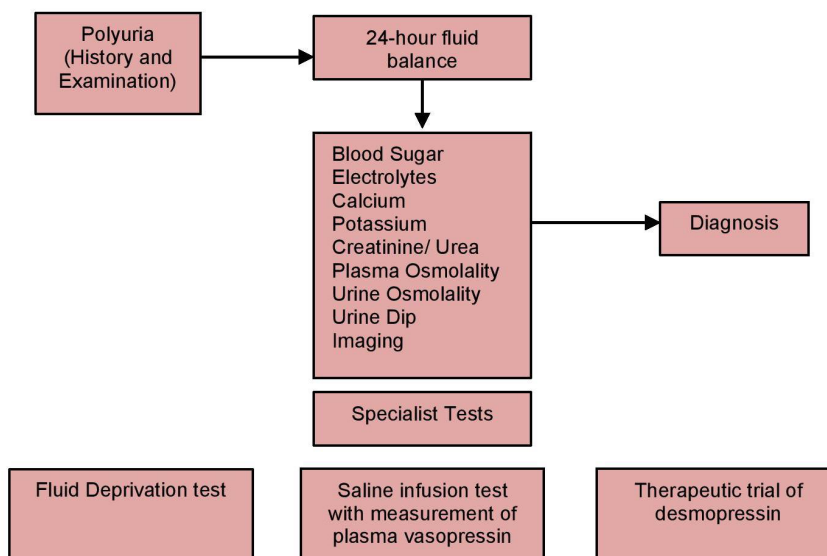 Polyuria
(History and
Examination)
24-hour fluid
balance
Blood Sugar
Electrolytes
Calcium
Potassium
Creatinine/ Urea
Plasma Osmolality
Urine Osmolality
Urine Dip
Imaging
Diagnosis
Specialist Tests
Fluid Deprivation test
Saline infusion test
with measurement of
plasma vasopressin
Therapeutic trial of
desmopressin